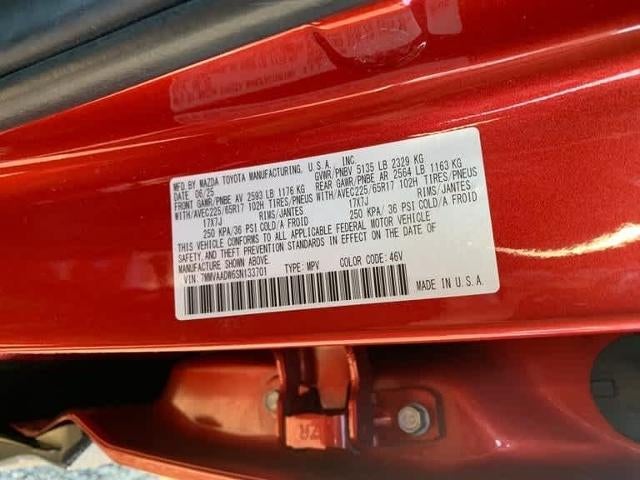 MFD. BY MAZDA TOYOTA MANUFACTURING, U.S.A., INC.
DATE: 06/25 GVWR/PNBV 5135 LB 2329 KG
FRONT GAWR/PNBE AV 2593 LB 1176 KG REAR GAWR/PNBE AR 2564 LB 1163 KG
WITH/AVEC225/65R17 102H TIRES/PNEUS WITH/AVEC225/65R17 102H TIRES/PNEUS
17X7J RIMS/JANTES 17X7J RIMS/JANTES
250 KPA/36 PSI COLD/A FROID 250 KPA/36 PSI COLD/A FROID
THIS VEHICLE CONFORMS TO ALL APPLICABLE FEDERAL MOTOR VEHICLE
SAFETY, AND THEFT PREVENTION STANDARDS IN EFFECT ON THE DATE OF
MANUFACTURE SHOWN ABOVE.
VIN: 7MMVAADW6SN133701 TYPE: MPV COLOR CODE: 46V
MADE IN U.S.A.
7R